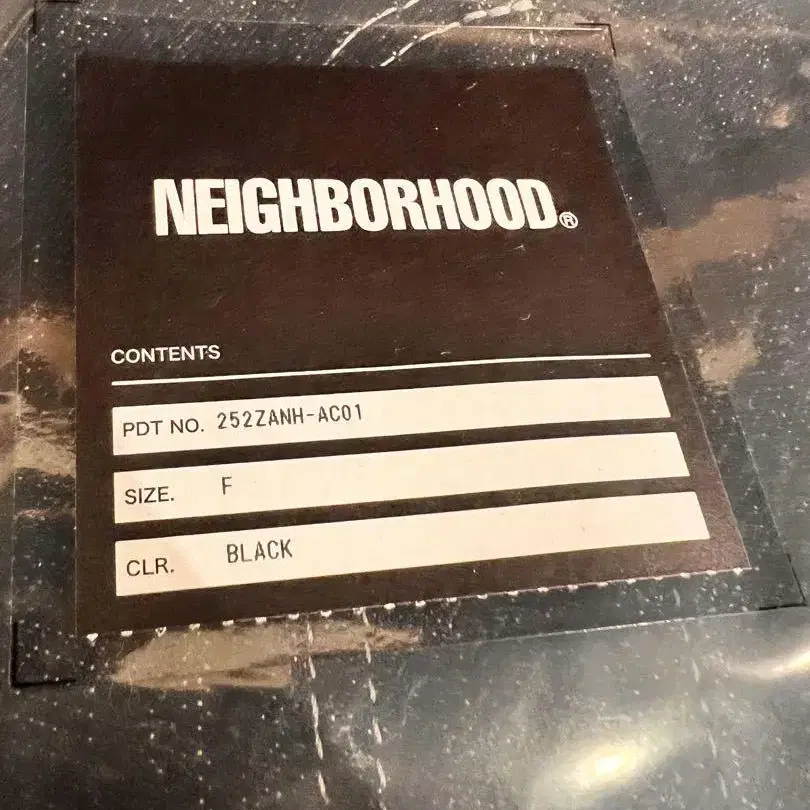 NEIGHBORHOOD®
CONTENTS
PDT NO. 252ZANH-AC01
SIZE. F
CLR. BLACK